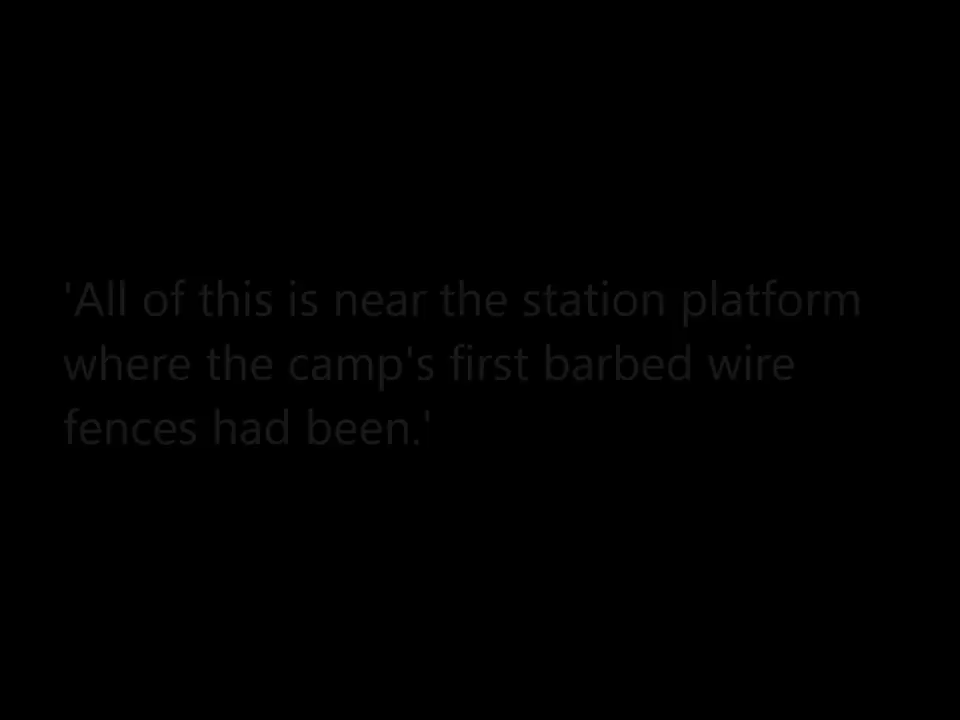 'All of this is near the station platform
where the camp's first barbed wire
fences had been.'